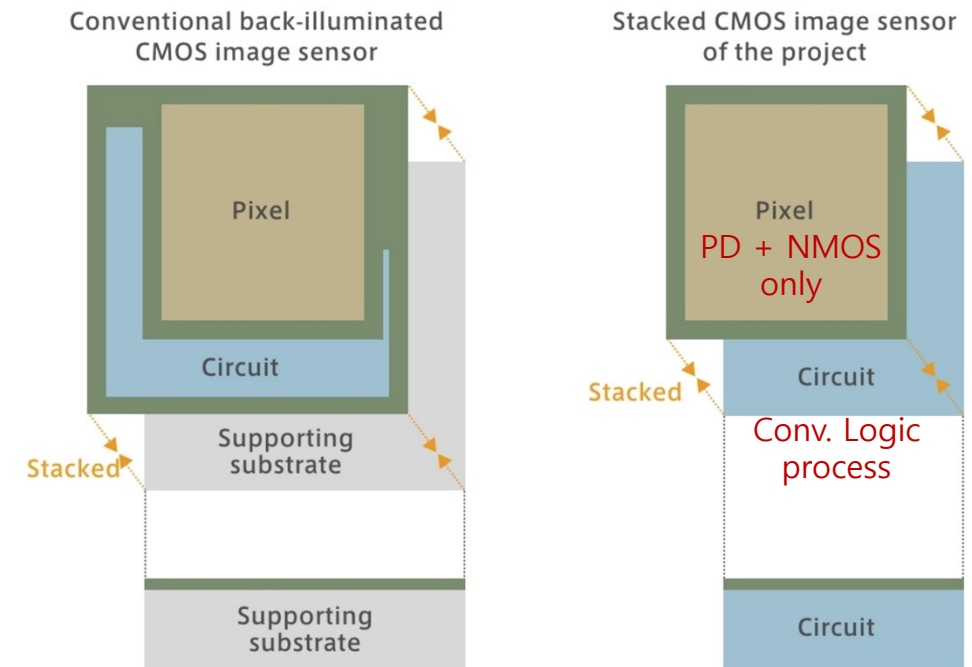 Conventional back-illuminated
CMOS image sensor
Pixel
Circuit
Stacked
Supporting
substrate
Supporting
substrate
Stacked CMOS image sensor
of the project
Pixel
PD + NMOS
only
Circuit
Stacked
Conv. Logic
process
Circuit